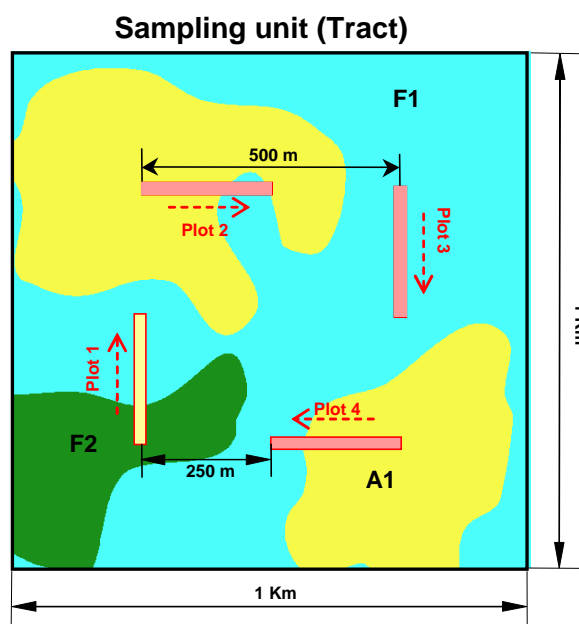 Sampling unit (Tract)
F1
500 m
Plot 2
Plot 3
Plot 1
Plot 4
F2
250 m
A1
1 Km